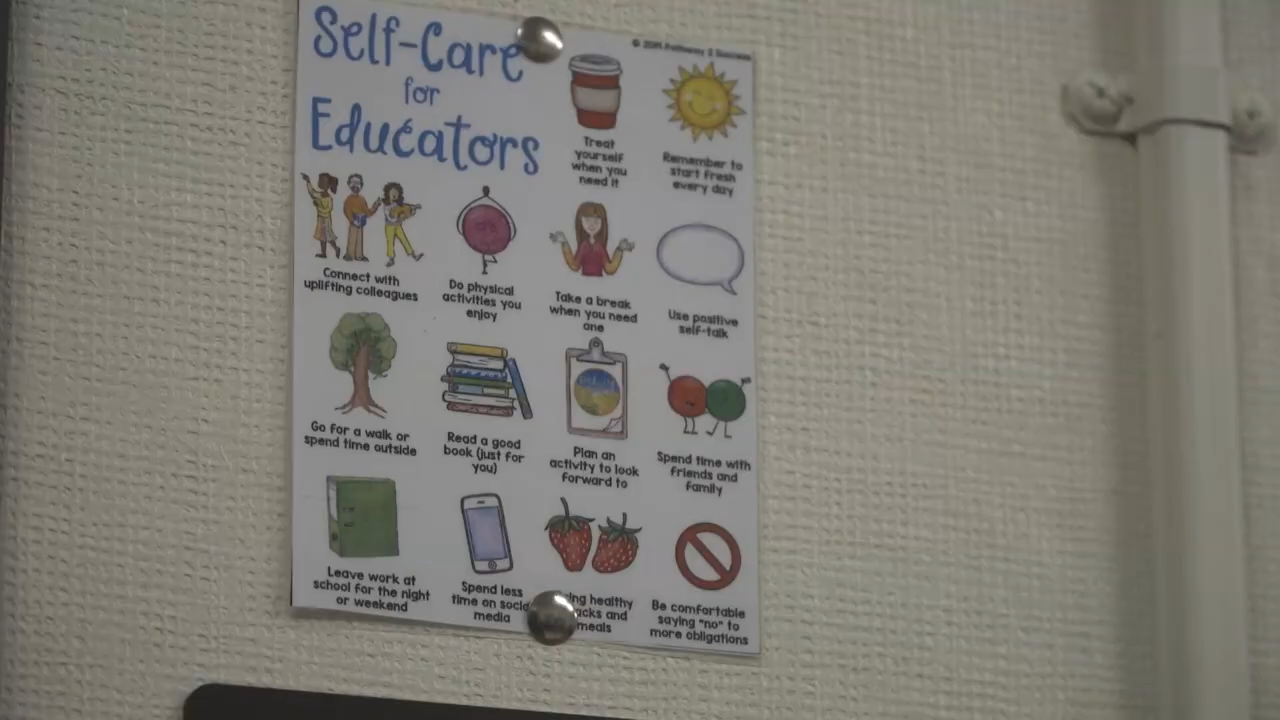 Self-Care
for
Educators
© 2019 Pathway 2 Success
Treat
yourself
when you
need it
Remember to
start fresh
every day
Connect with
uplifting colleagues
Do physical
activities you
enjoy
Take a break
when you need
one
Use positive
self-talk
Go for a walk or
spend time outside
Read a good
book (just for
you)
Plan an
activity to look
forward to
Spend time with
friends and
family
Leave work at
school for the night
or weekend
Spend less
time on
media
healthy
and
meals
Be comfortable
saying "no" to
more obligations